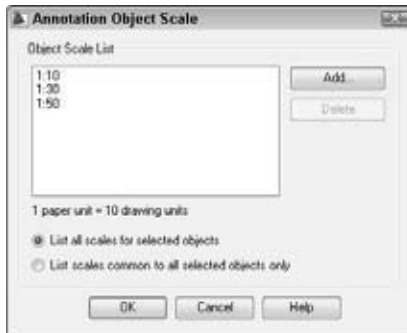 Annotation Object Scale
Object Scale List
1:10
1:30
1:50
Add...
Delete
1 paper unit = 10 drawing units
List all scales for selected objects
List scales common to all selected objects only
OK
Cancel
Help